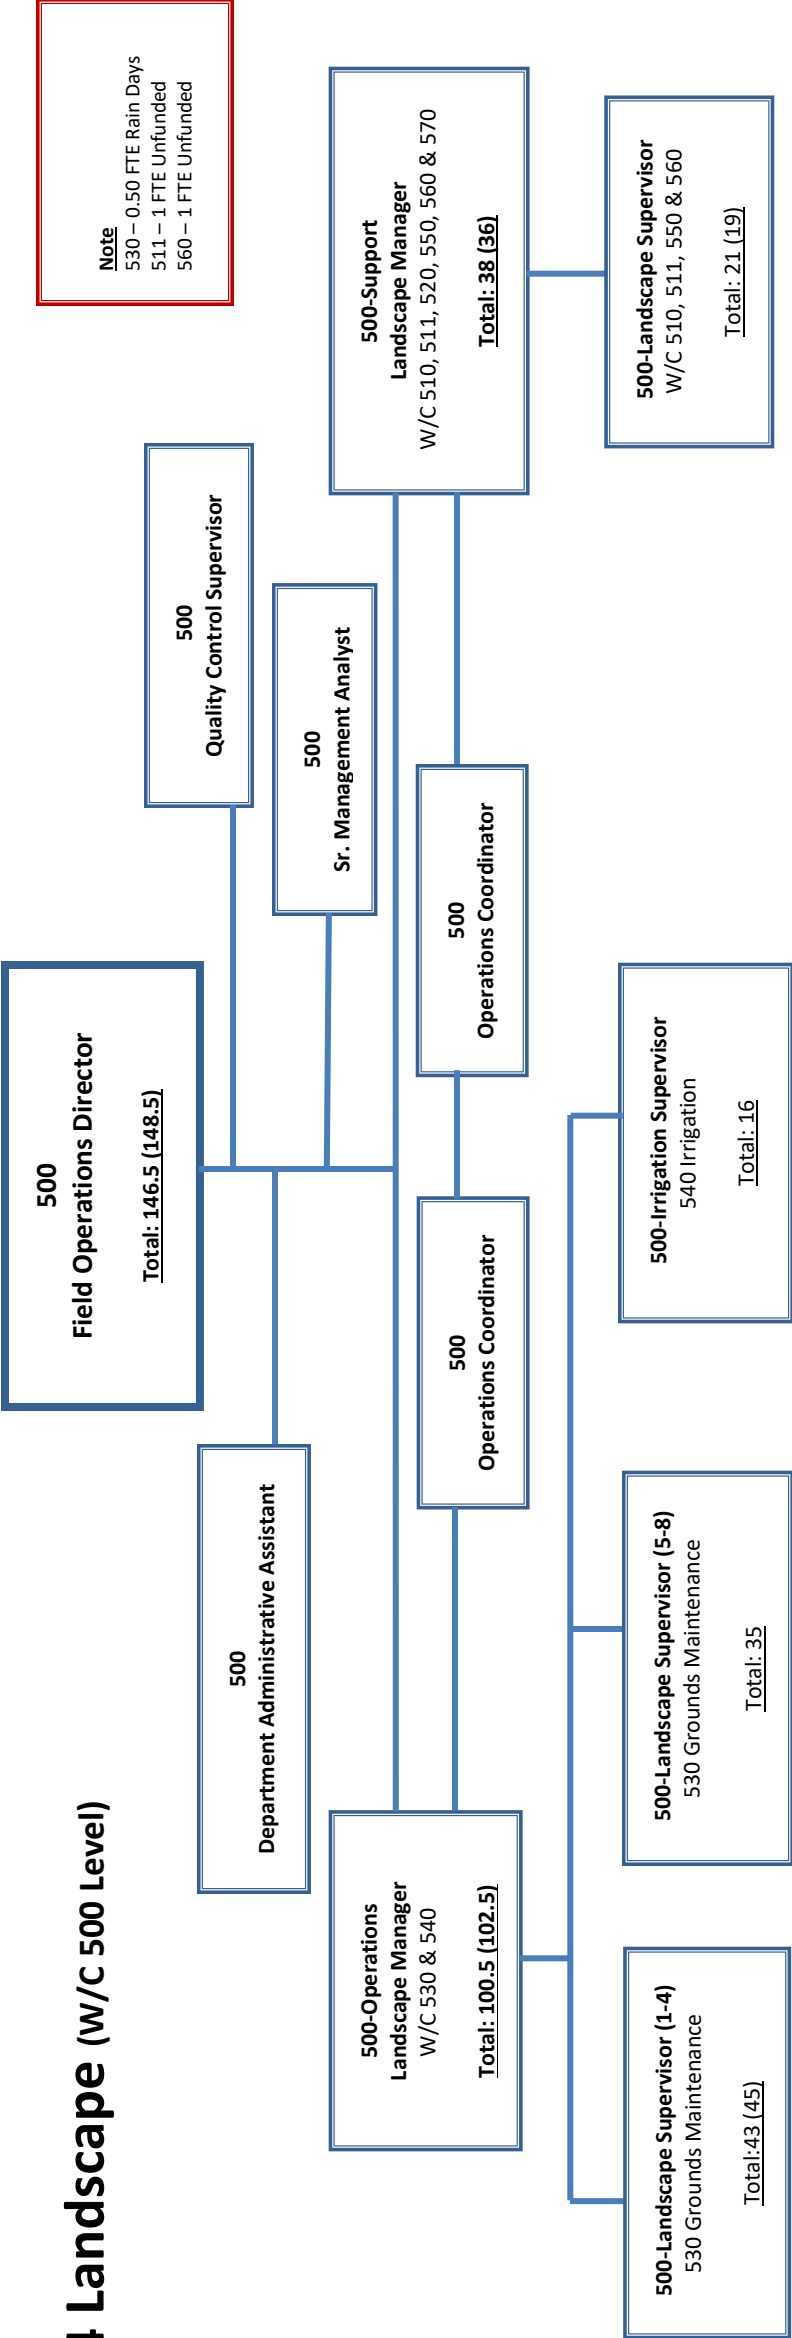 4 Landscape (W/C 500 Level)
500
Field Operations Director
Total: 146.5 (148.5)
Note
530 – 0.50 FTE Rain Days
511 – 1 FTE Unfunded
560 – 1 FTE Unfunded
500
Quality Control Supervisor
500
Department Administrative Assistant
500
Sr. Management Analyst
500-Operations
Landscape Manager
W/C 530 & 540
Total: 100.5 (102.5)
500-Support
Landscape Manager
W/C 510, 511, 520, 550, 560 & 570
Total: 38 (36)
500
Operations Coordinator
500
Operations Coordinator
500-Landscape Supervisor (1-4)
530 Grounds Maintenance
Total:43 (45)
500-Landscape Supervisor (5-8)
530 Grounds Maintenance
Total: 35
500-Irrigation Supervisor
540 Irrigation
Total: 16
500-Landscape Supervisor
W/C 510, 511, 550 & 560
Total: 21 (19)